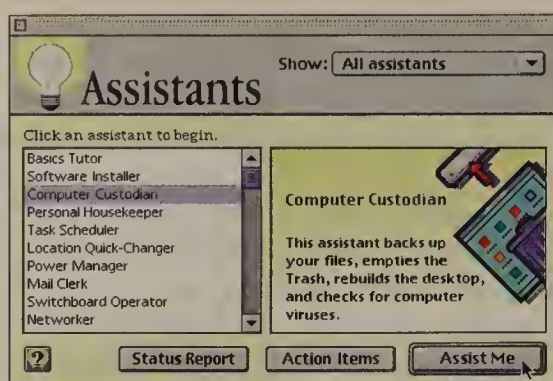 Show: All assistants
Assistants
Click an assistant to begin.
Basics Tutor
Software Installer
Computer Custodian
Personal Housekeeper
Task Scheduler
Location Quick-Changer
Power Manager
Mail Clerk
Switchboard Operator
Networker
Computer Custodian
This assistant backs up
your files, empties the
Trash, rebuilds the desktop,
and checks for computer
viruses.
?
Status Report
Action Items
Assist Me